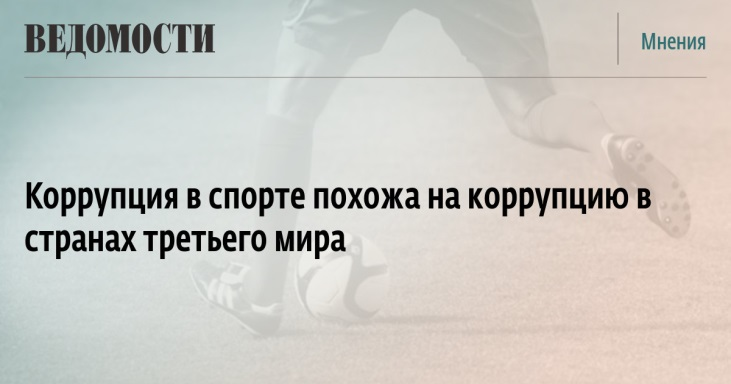 ВЕДОМОСТИ
Мнения
Коррупция в спорте похожа на коррупцию в
странах третьего мира